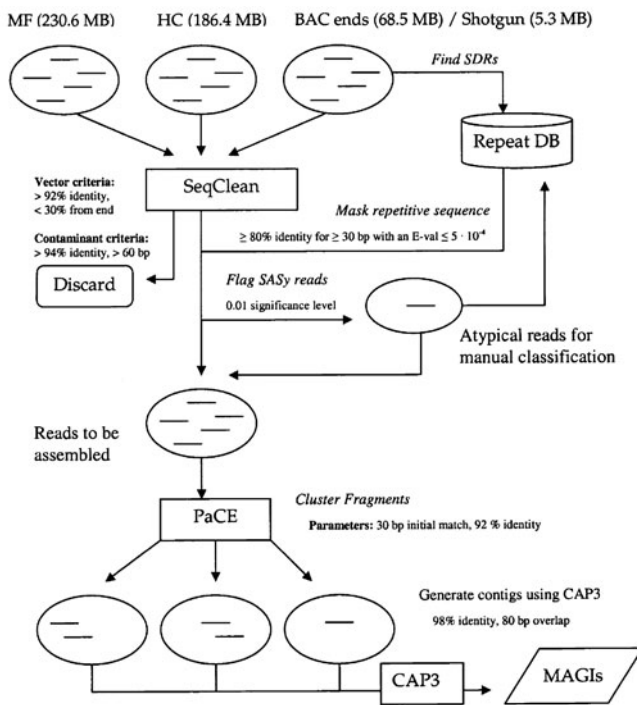 MF (230.6 MB) HC (186.4 MB) BAC ends (68.5 MB) / Shotgun (5.3 MB)
Find SDRs
Repeat DB
Vector criteria:
> 92% identity,
< 30% from end
SeqClean
Mask repetitive sequence
≥ 80% identity for ≥ 30 bp with an E-val ≤ 5 · 10⁻⁴
Contaminant criteria:
> 94% identity, > 60 bp
Discard
Flag SASy reads
0.01 significance level
Atypical reads for
manual classification
Reads to be
assembled
PaCE
Cluster Fragments
Parameters: 30 bp initial match, 92 % identity
Generate contigs using CAP3
98% identity, 80 bp overlap
CAP3
MAGIs